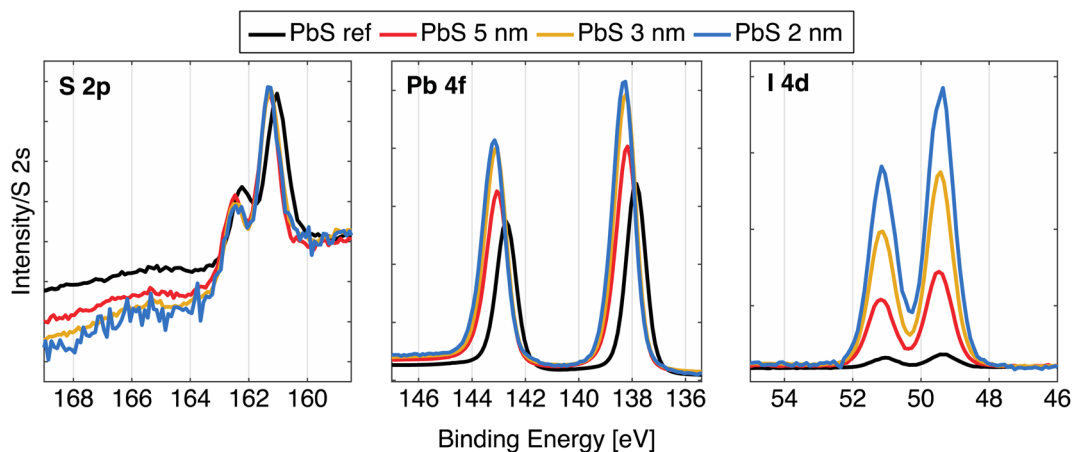 PbS ref PbS 5 nm PbS 3 nm PbS 2 nm
S 2p
Pb 4f
I 4d
Intensity/S 2s
168 166 164 162 160
146 144 142 140 138 136
54 52 50 48 46
Binding Energy [eV]